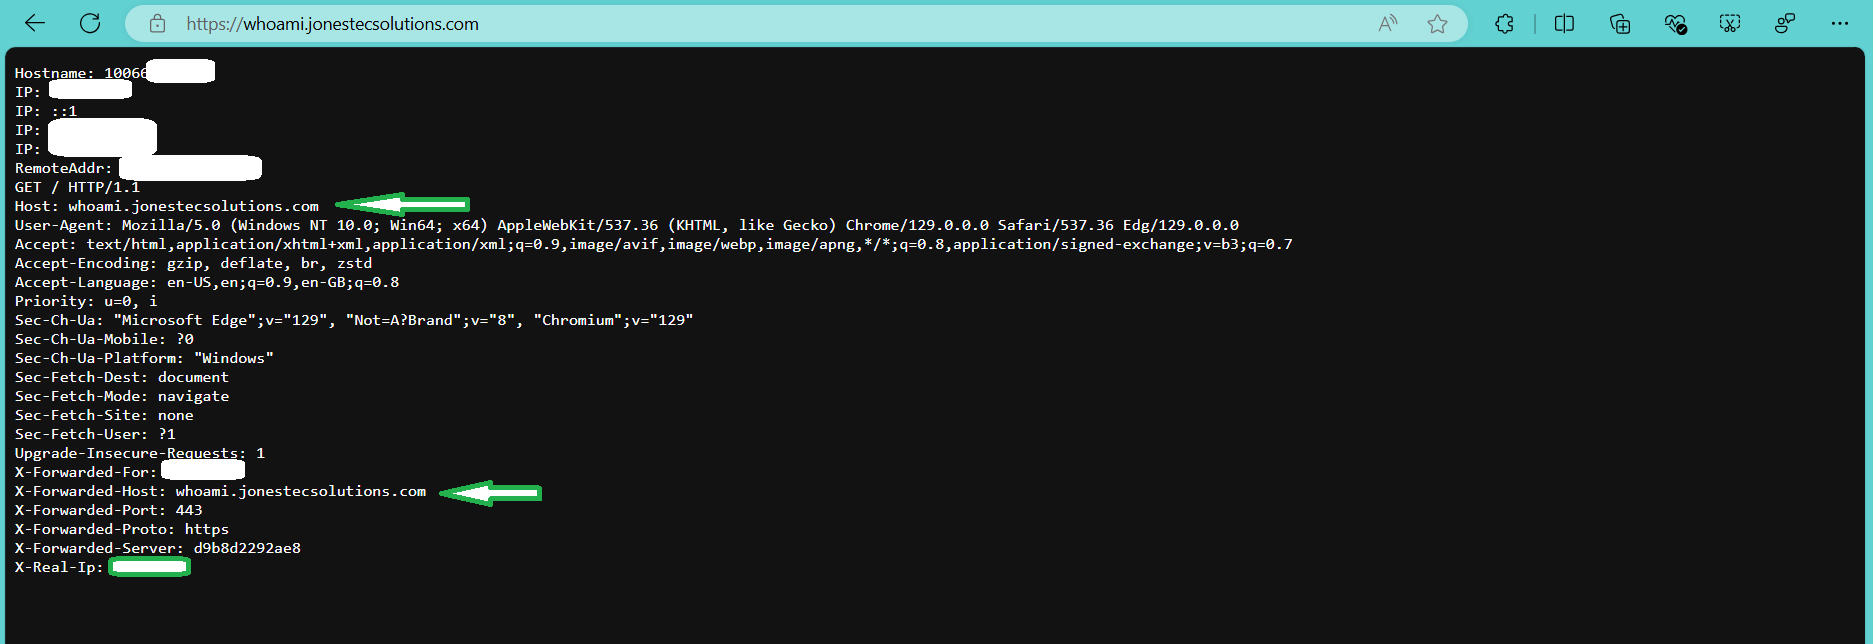 https://whoami.jonestecsolutions.com
Hostname: 10066
IP:
IP: ::1
IP:
IP:
RemoteAddr:
GET / HTTP/1.1
Host: whoami.jonestecsolutions.com
User-Agent: Mozilla/5.0 (Windows NT 10.0; Win64; x64) AppleWebKit/537.36 (KHTML, like Gecko) Chrome/129.0.0.0 Safari/537.36 Edg/129.0.0.0
Accept: text/html,application/xhtml+xml,application/xml;q=0.9,image/avif,image/webp,image/apng,*/*;q=0.8,application/signed-exchange;v=b3;q=0.7
Accept-Encoding: gzip, deflate, br, zstd
Accept-Language: en-US,en;q=0.9,en-GB;q=0.8
Priority: u=0, i
Sec-Ch-Ua: "Microsoft Edge";v="129", "Not=A?Brand";v="8", "Chromium";v="129"
Sec-Ch-Ua-Mobile: ?0
Sec-Ch-Ua-Platform: "Windows"
Sec-Fetch-Dest: document
Sec-Fetch-Mode: navigate
Sec-Fetch-Site: none
Sec-Fetch-User: ?1
Upgrade-Insecure-Requests: 1
X-Forwarded-For:
X-Forwarded-Host: whoami.jonestecsolutions.com
X-Forwarded-Port: 443
X-Forwarded-Proto: https
X-Forwarded-Server: d9b8d2292ae8
X-Real-Ip: